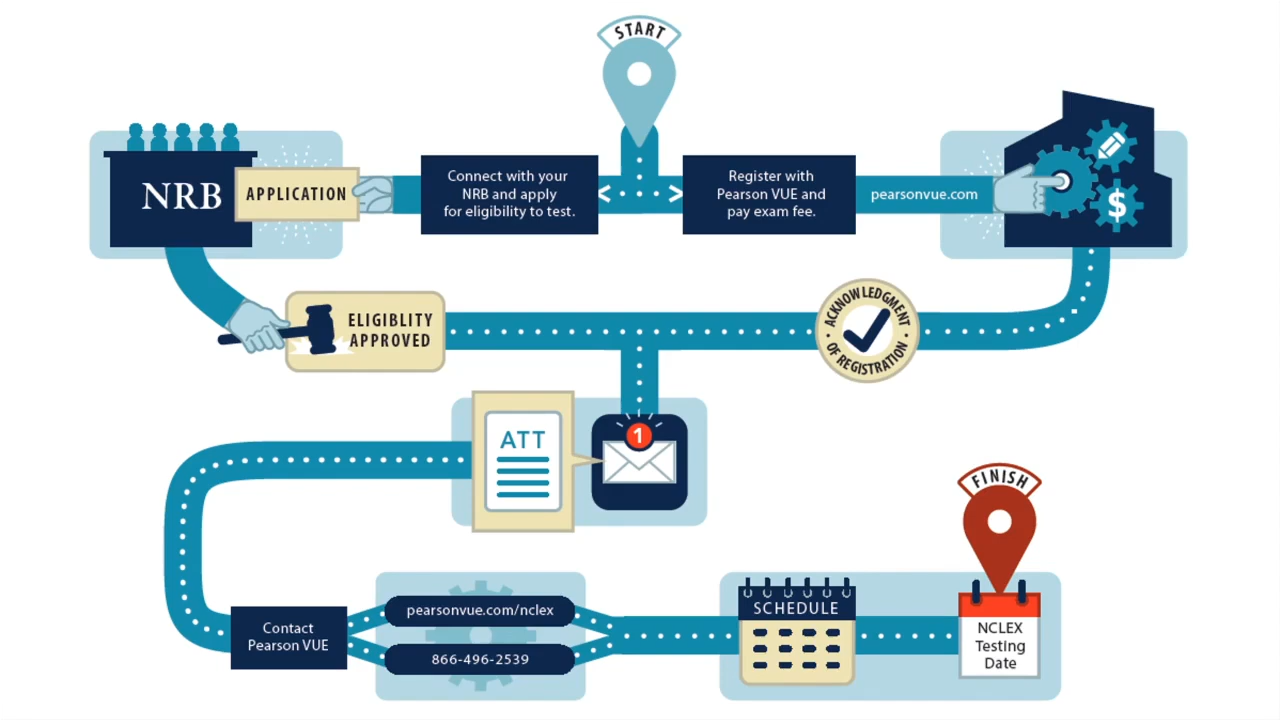 START
NRB
APPLICATION
Connect with your
NRB and apply
for eligibility to test.
< >
Register with
Pearson VUE and
pay exam fee.
pearsonvue.com
$
ELIGIBLITY
APPROVED
ACKNOWLEDGMENT
OF REGISTRATION
ATT
1
Contact
Pearson VUE
pearsonvue.com/nclex
866-496-2539
SCHEDULE
FINISH
NCLEX
Testing
Date